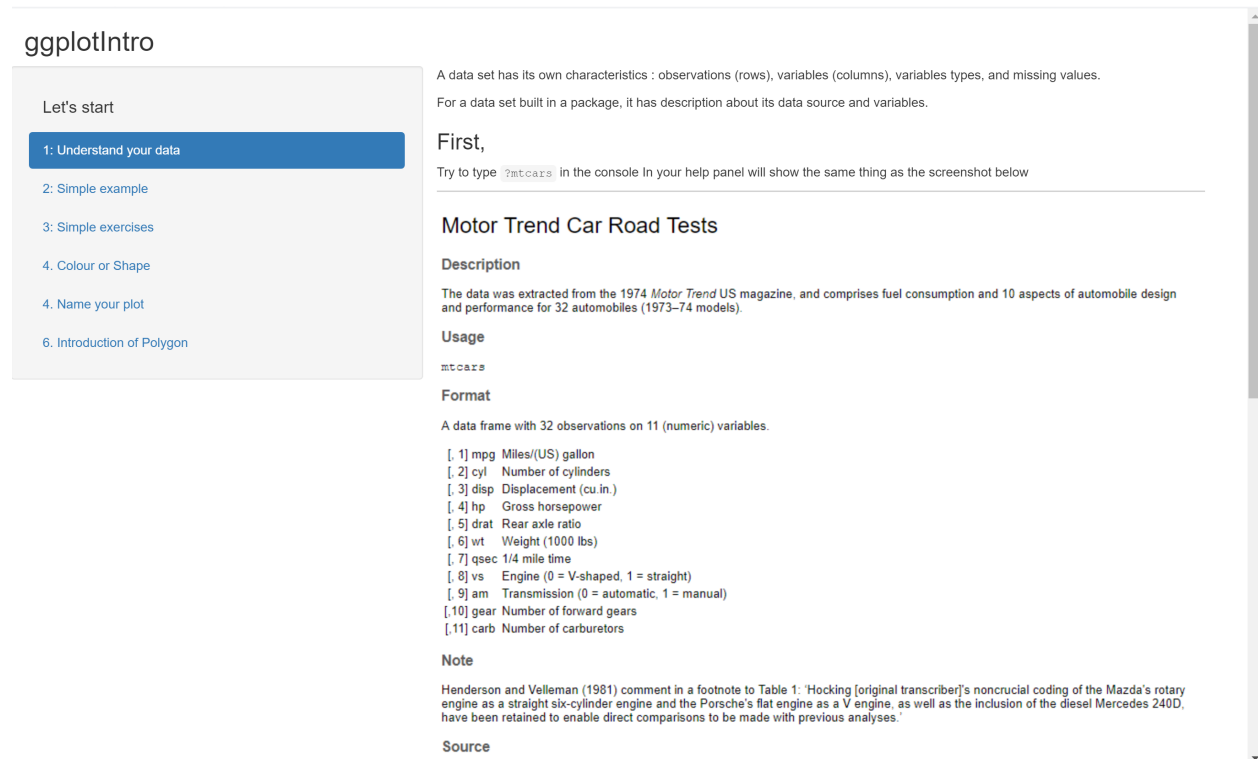 ggplotIntro
Let's start
1: Understand your data
2: Simple example
3: Simple exercises
4. Colour or Shape
4. Name your plot
6. Introduction of Polygon
A data set has its own characteristics : observations (rows), variables (columns), variables types, and missing values.
For a data set built in a package, it has description about its data source and variables.
First,
Try to type ?mtcars in the console In your help panel will show the same thing as the screenshot below
Motor Trend Car Road Tests
Description
The data was extracted from the 1974 Motor Trend US magazine, and comprises fuel consumption and 10 aspects of automobile design
and performance for 32 automobiles (1973–74 models).
Usage
mtcars
Format
A data frame with 32 observations on 11 (numeric) variables.
[, 1] mpg Miles/(US) gallon
[, 2] cyl Number of cylinders
[, 3] disp Displacement (cu.in.)
[, 4] hp Gross horsepower
[, 5] drat Rear axle ratio
[, 6] wt Weight (1000 lbs)
[, 7] qsec 1/4 mile time
[, 8] vs Engine (0 = V-shaped, 1 = straight)
[, 9] am Transmission (0 = automatic, 1 = manual)
[,10] gear Number of forward gears
[,11] carb Number of carburetors
Note
Henderson and Velleman (1981) comment in a footnote to Table 1: 'Hocking [original transcriber]'s noncrucial coding of the Mazda's rotary
engine as a straight six-cylinder engine and the Porsche's flat engine as a V engine, as well as the inclusion of the diesel Mercedes 240D,
have been retained to enable direct comparisons to be made with previous analyses.'
Source